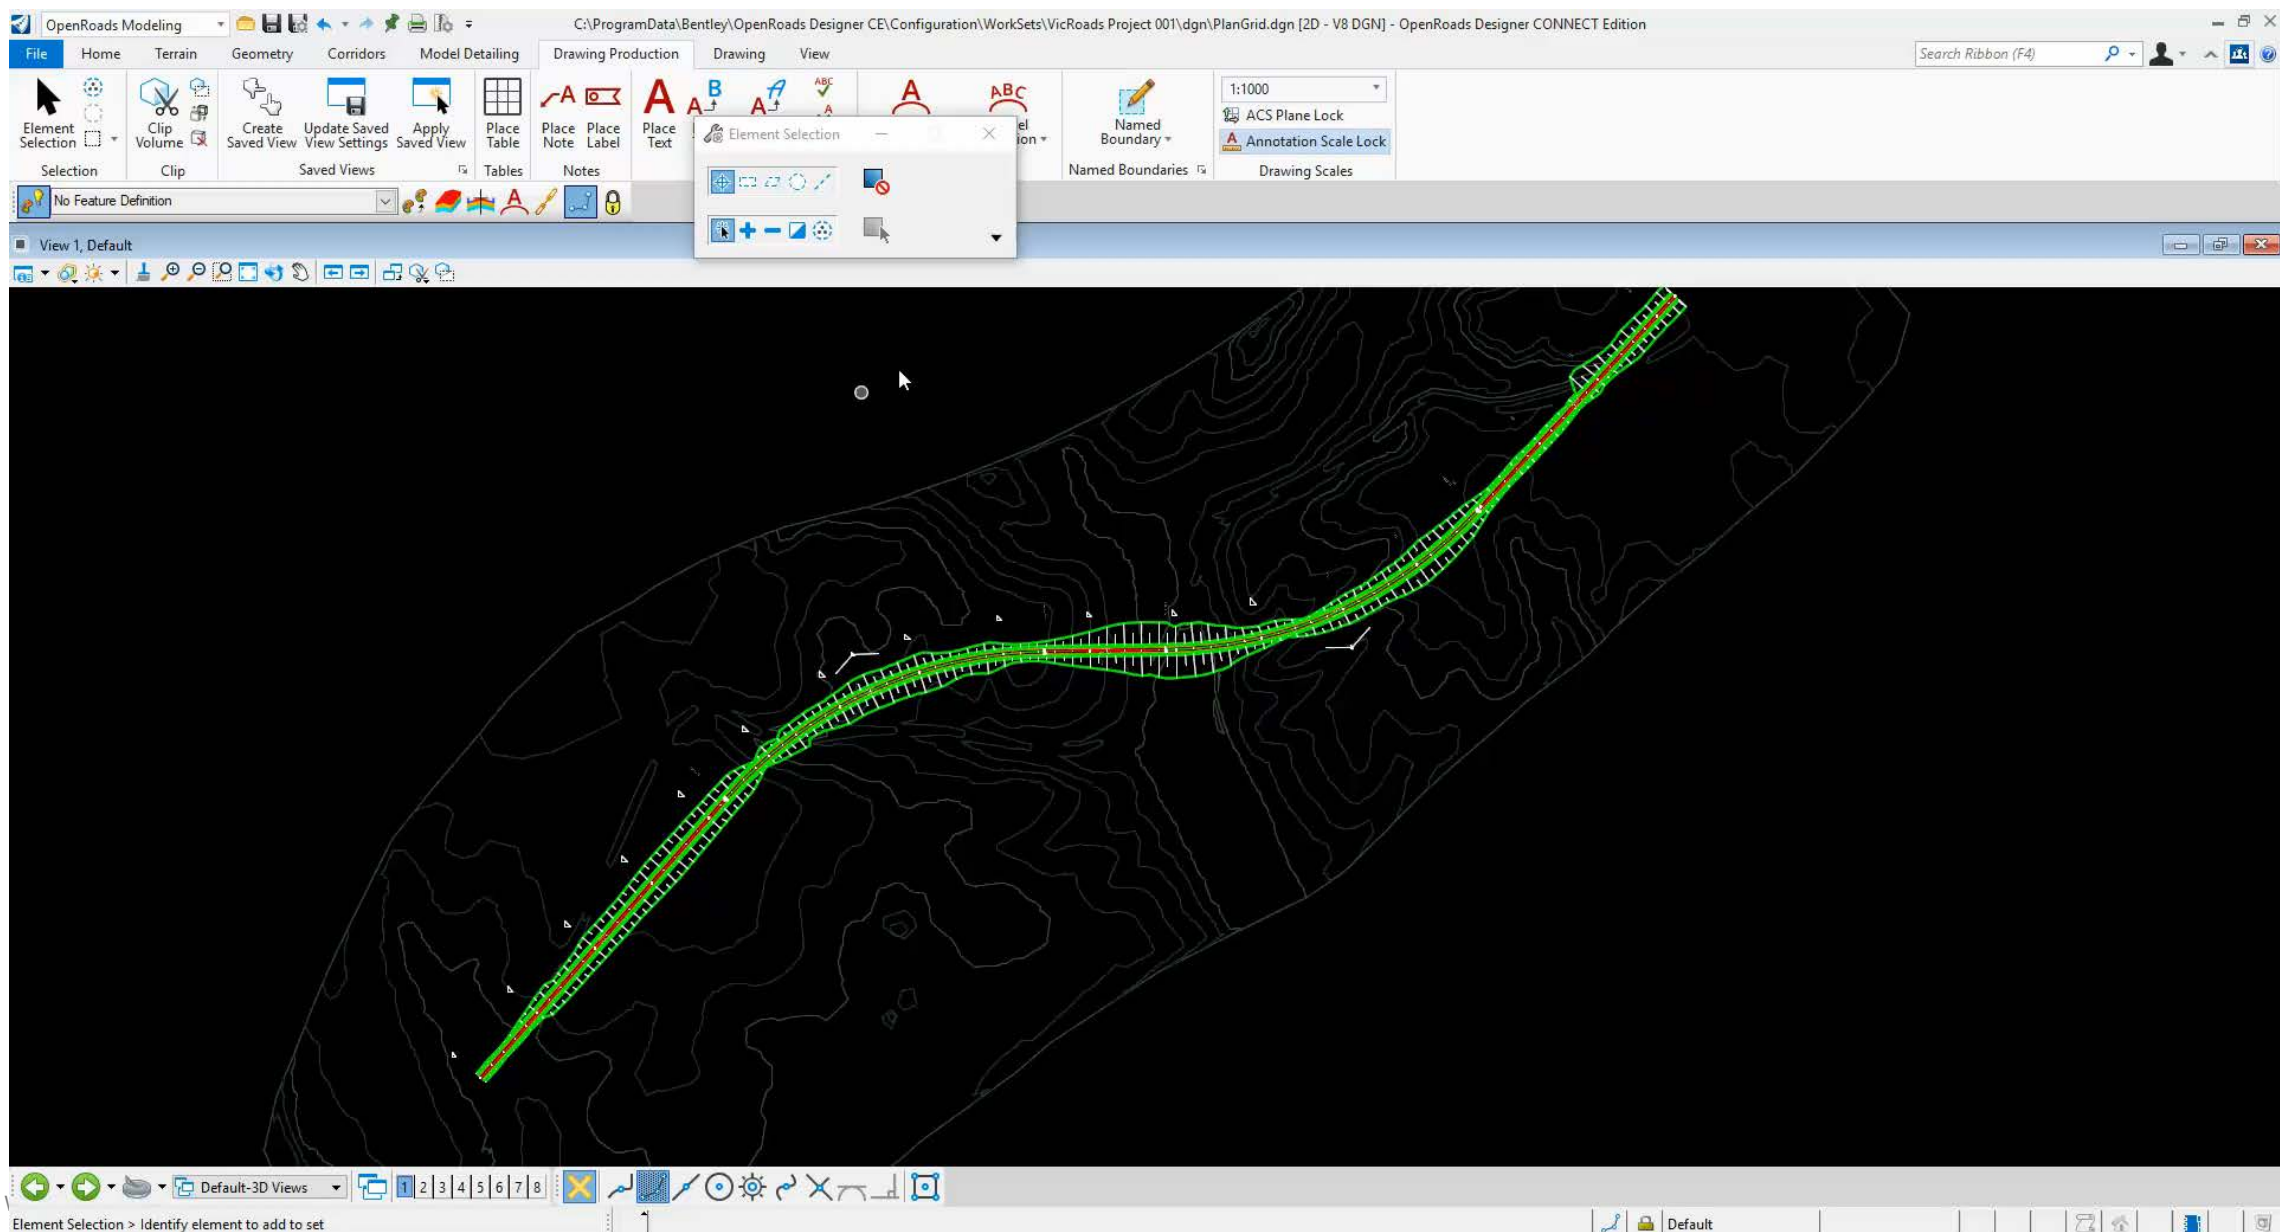 OpenRoads Modeling
C:\ProgramData\Bentley\OpenRoads Designer CE\Configuration\WorkSets\VicRoads Project 001\dgn\PlanGrid.dgn [2D - V8 DGN] - OpenRoads Designer CONNECT Edition
File Home Terrain Geometry Corridors Model Detailing Drawing Production Drawing View
Search Ribbon (F4)
Element Selection
Clip Volume
Create Saved View
Update Saved View Settings
Apply Saved View
Place Table
Place Note
Place Label
Place Text
Named Boundary
1:1000
ACS Plane Lock
Annotation Scale Lock
Selection Clip Saved Views Tables Notes Named Boundaries Drawing Scales
Element Selection
No Feature Definition
View 1, Default
Default-3D Views
1 2 3 4 5 6 7 8
Element Selection > Identify element to add to set
Default